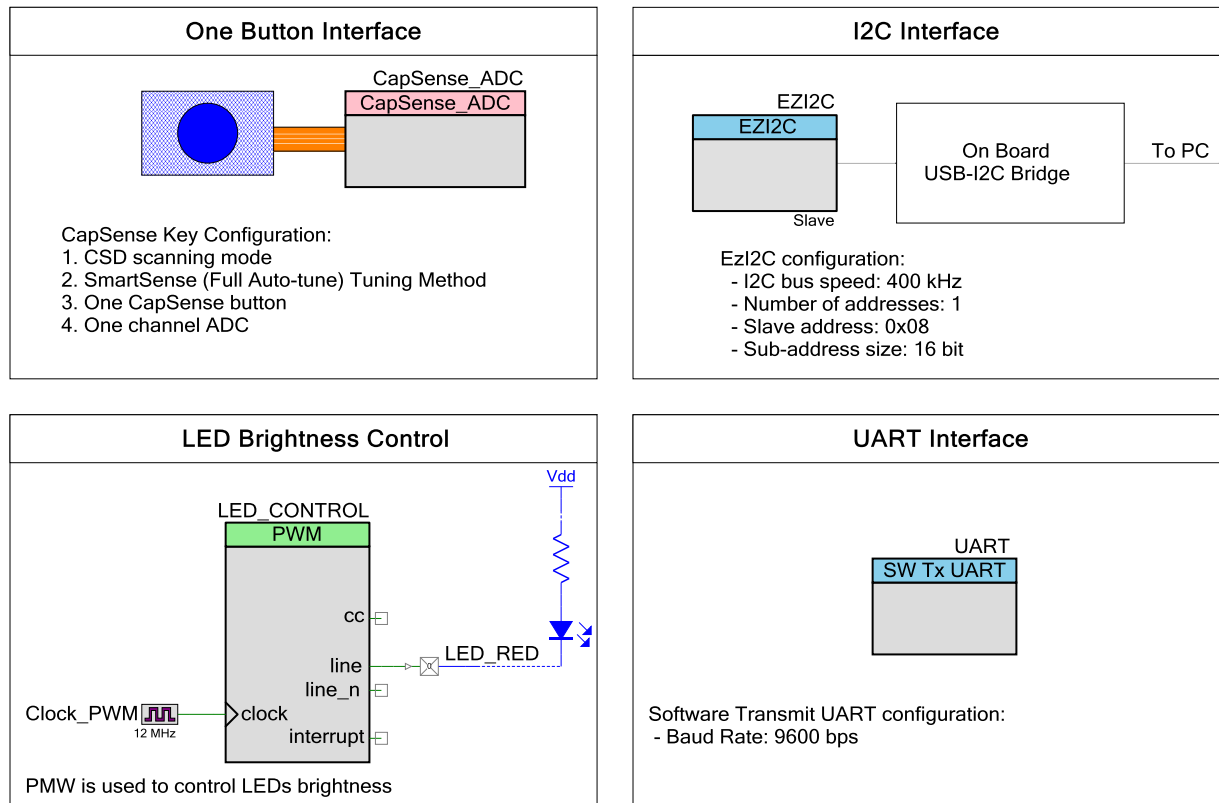 One Button Interface
CapSense_ADC
CapSense_ADC
CapSense Key Configuration:
1. CSD scanning mode
2. SmartSense (Full Auto-tune) Tuning Method
3. One CapSense button
4. One channel ADC
I2C Interface
EZI2C
EZI2C
Slave
On Board
USB-I2C Bridge
To PC
EzI2C configuration:
- I2C bus speed: 400 kHz
- Number of addresses: 1
- Slave address: 0x08
- Sub-address size: 16 bit
LED Brightness Control
Vdd
LED_CONTROL
PWM
cc
line
LED_RED
line_n
Clock_PWM
12 MHz
clock
interrupt
PMW is used to control LEDs brightness
UART Interface
UART
SW Tx UART
Software Transmit UART configuration:
- Baud Rate: 9600 bps